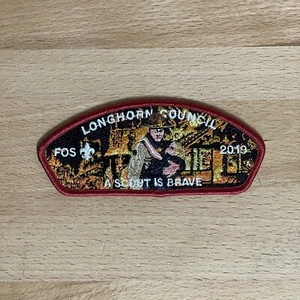 LONGHORN COUNCIL
FOS 2019
A SCOUT IS BRAVE